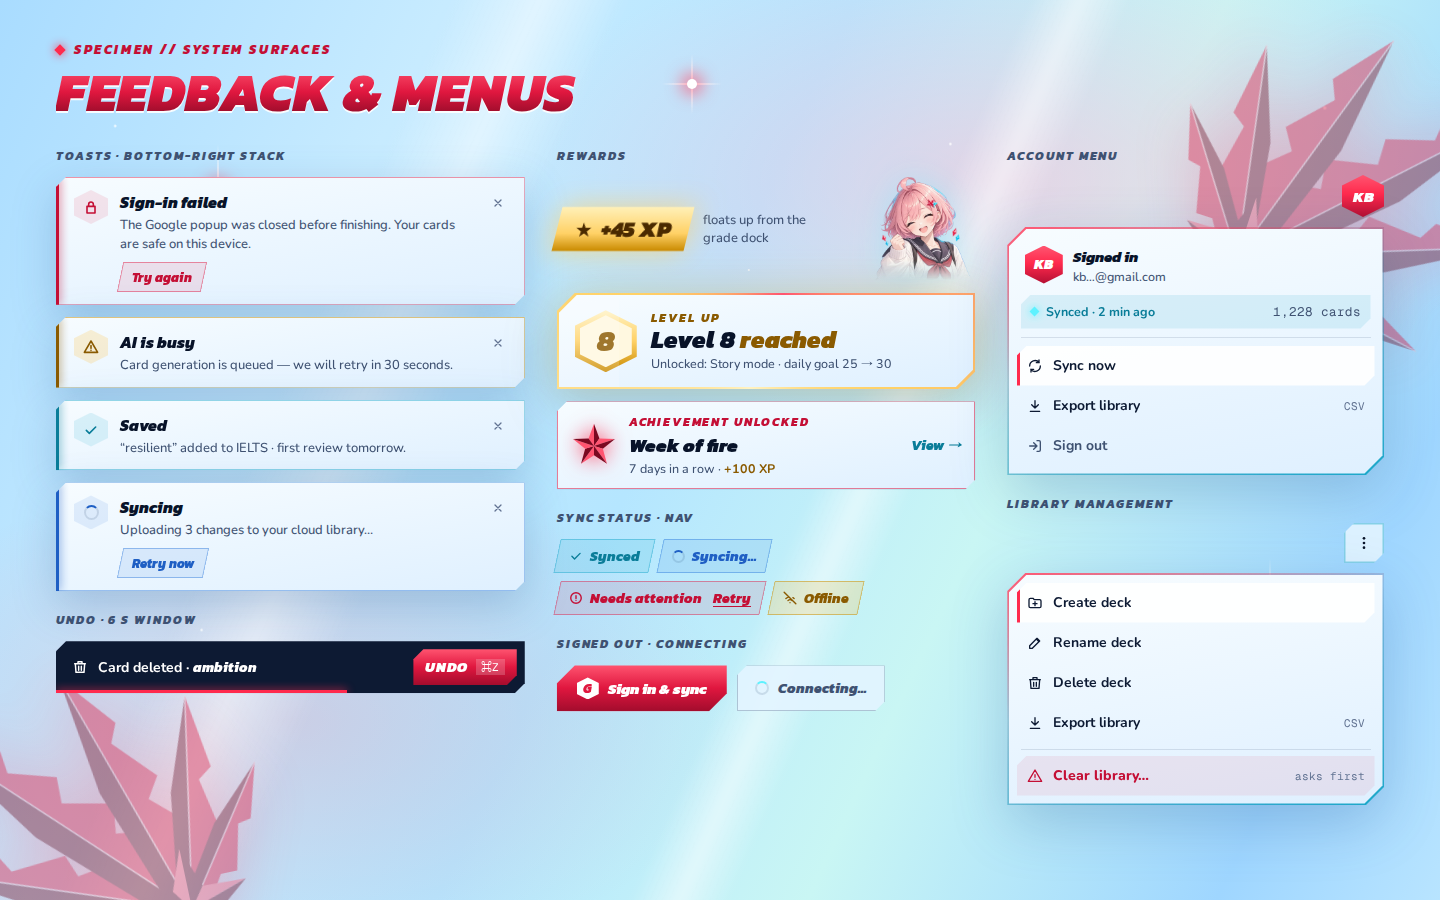 SPECIMEN // SYSTEM SURFACES
FEEDBACK & MENUS
TOASTS · BOTTOM-RIGHT STACK
Sign-in failed
The Google popup was closed before finishing. Your cards
are safe on this device.
Try again
AI is busy
Card generation is queued — we will retry in 30 seconds.
Saved
“resilient” added to IELTS · first review tomorrow.
Syncing
Uploading 3 changes to your cloud library...
Retry now
UNDO · 6 S WINDOW
Card deleted · ambition
UNDO ⌘Z
REWARDS
★ +45 XP
floats up from the
grade dock
8
LEVEL UP
Level 8 reached
Unlocked: Story mode · daily goal 25 → 30
ACHIEVEMENT UNLOCKED
Week of fire
View →
7 days in a row · +100 XP
SYNC STATUS · NAV
Synced
Syncing...
Needs attention Retry
Offline
SIGNED OUT · CONNECTING
G Sign in & sync
Connecting...
ACCOUNT MENU
KB
KB
Signed in
kb...@gmail.com
Synced · 2 min ago
1,228 cards
Sync now
Export library CSV
Sign out
LIBRARY MANAGEMENT
Create deck
Rename deck
Delete deck
Export library CSV
Clear library... asks first